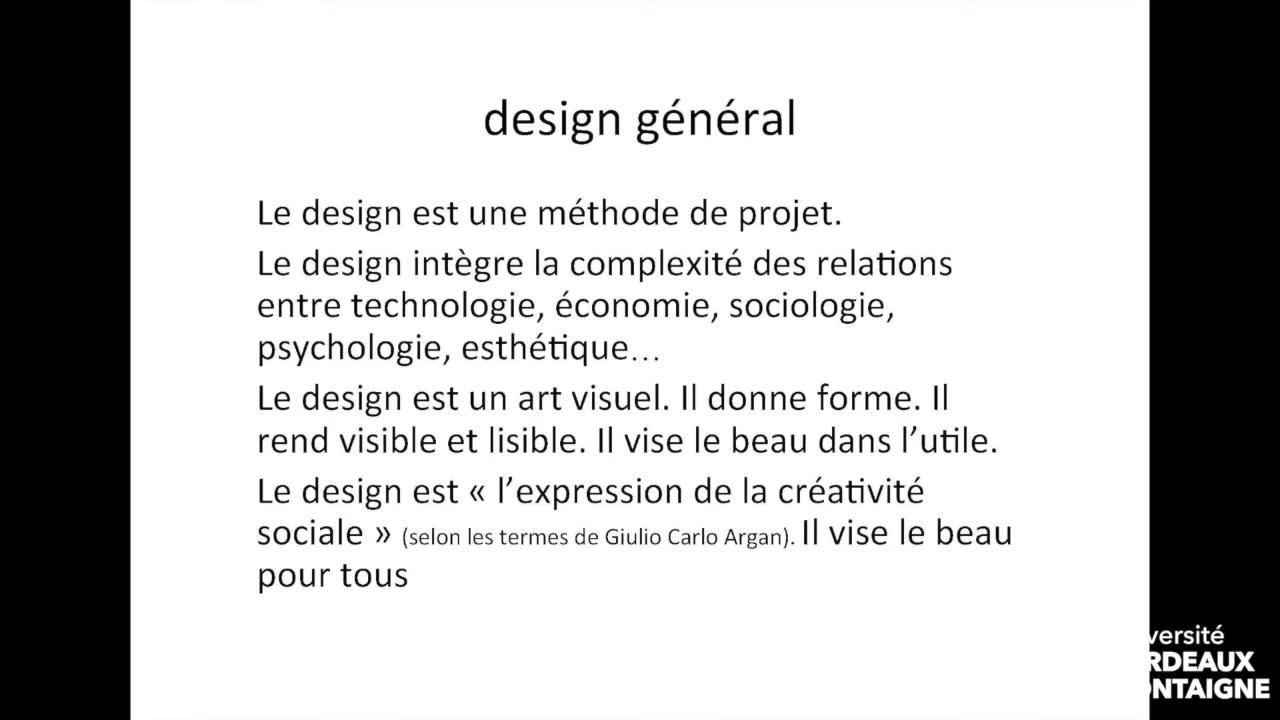 design général
Le design est une méthode de projet.
Le design intègre la complexité des relations
entre technologie, économie, sociologie,
psychologie, esthétique…
Le design est un art visuel. Il donne forme. Il
rend visible et lisible. Il vise le beau dans l’utile.
Le design est « l’expression de la créativité
sociale » (selon les termes de Giulio Carlo Argan). Il vise le beau
pour tous
versité
RDEAUX
NTAIGNE